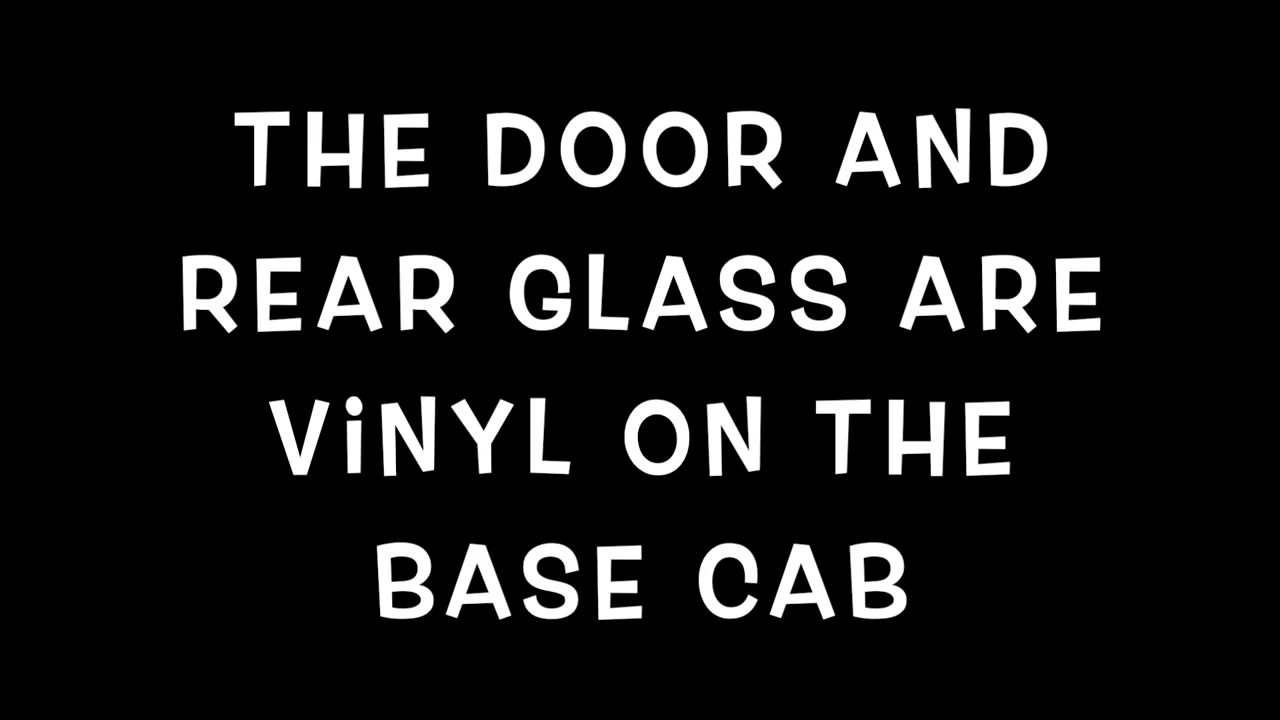 THE DOOR AND
REAR GLASS ARE
ViNYL ON THE
BASE CAB